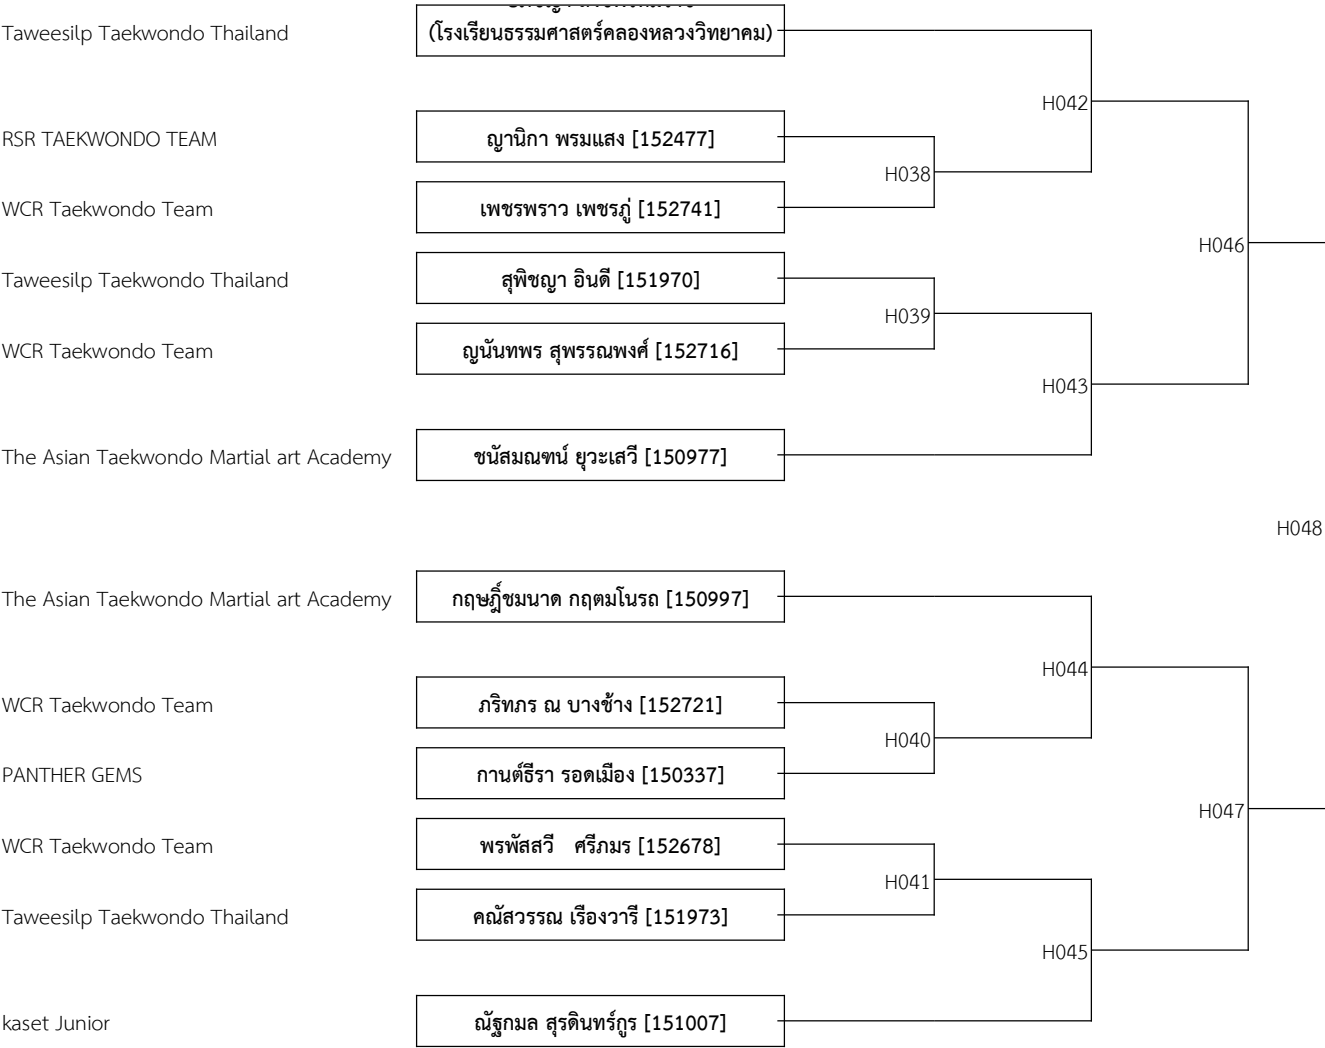 Taweesilp Taekwondo Thailand
(โรงเรียนธรรมศาสตร์คลองหลวงวิทยาคม)
H042
RSR TAEKWONDO TEAM
ญานิกา พรมแสง [152477]
H038
WCR Taekwondo Team
เพชรพราว เพชรภู่ [152741]
H046
Taweesilp Taekwondo Thailand
สุพิชญา อินดี [151970]
H039
WCR Taekwondo Team
ญนันทพร สุพรรณพงศ์ [152716]
H043
The Asian Taekwondo Martial art Academy
ชนัสมณฑน์ ยุวะเสวี [150977]
H048
The Asian Taekwondo Martial art Academy
กฤษฎิ์ชมนาด กฤตมโนรถ [150997]
H044
WCR Taekwondo Team
ภริทภร ณ บางช้าง [152721]
H040
PANTHER GEMS
กานต์ธีรา รอดเมือง [150337]
H047
WCR Taekwondo Team
พรพัสสวี ศรีภมร [152678]
H041
Taweesilp Taekwondo Thailand
คณัสวรรณ เรืองวารี [151973]
H045
kaset Junior
ณัฐกมล สุรดินทร์กูร [151007]